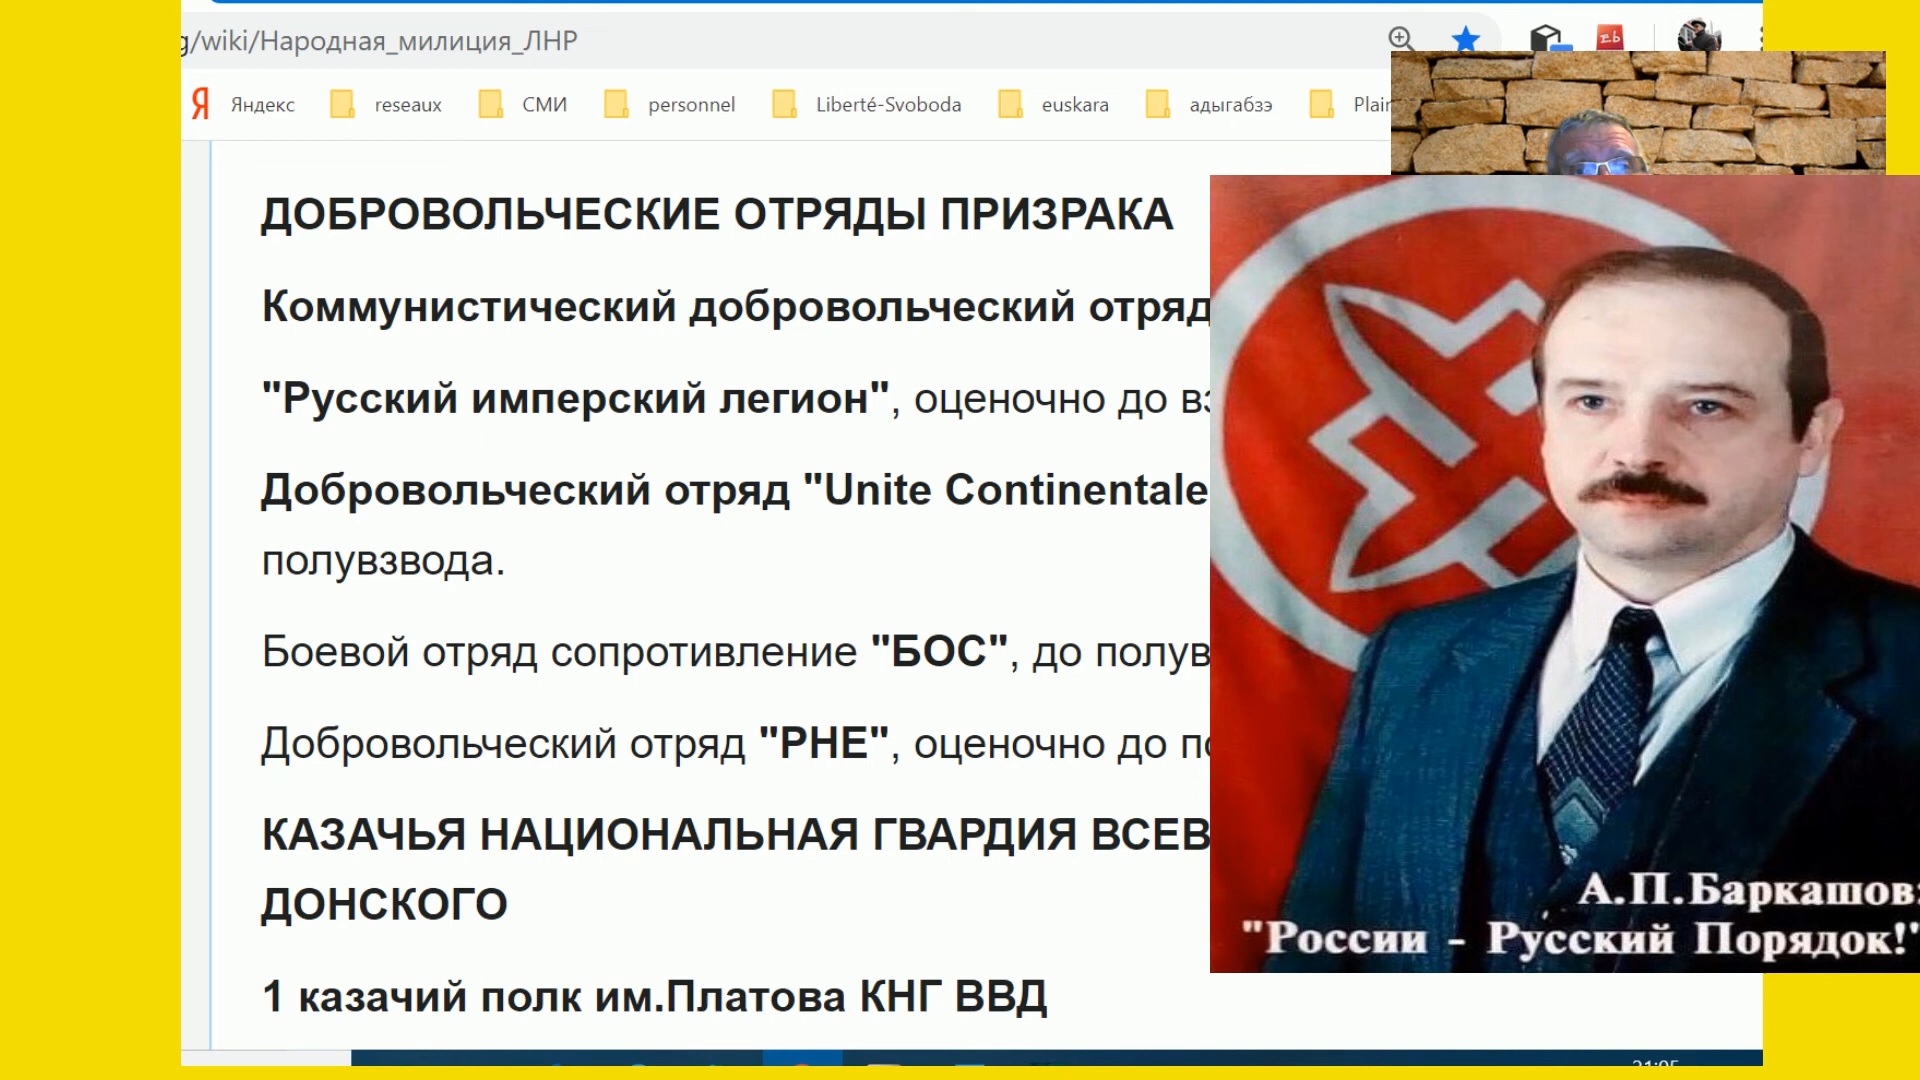 g/wiki/Народная_милиция_ЛНР
Яндекс reseaux СМИ personnel Liberté-Svoboda euskara адыгабзэ
ДОБРОВОЛЬЧЕСКИЕ ОТРЯДЫ ПРИЗРАКА
Коммунистический добровольческий отряд
"Русский имперский легион", оценочно до
Добровольческий отряд "Unite Continentale
полувзвода.
Боевой отряд сопротивление "БОС", до
Добровольческий отряд "РНЕ", оценочно до
КАЗАЧЬЯ НАЦИОНАЛЬНАЯ ГВАРДИЯ
ДОНСКОГО
1 казачий полк им.Платова КНГ ВВД
А.П.Баркашов:
"России - Русский Порядок!"